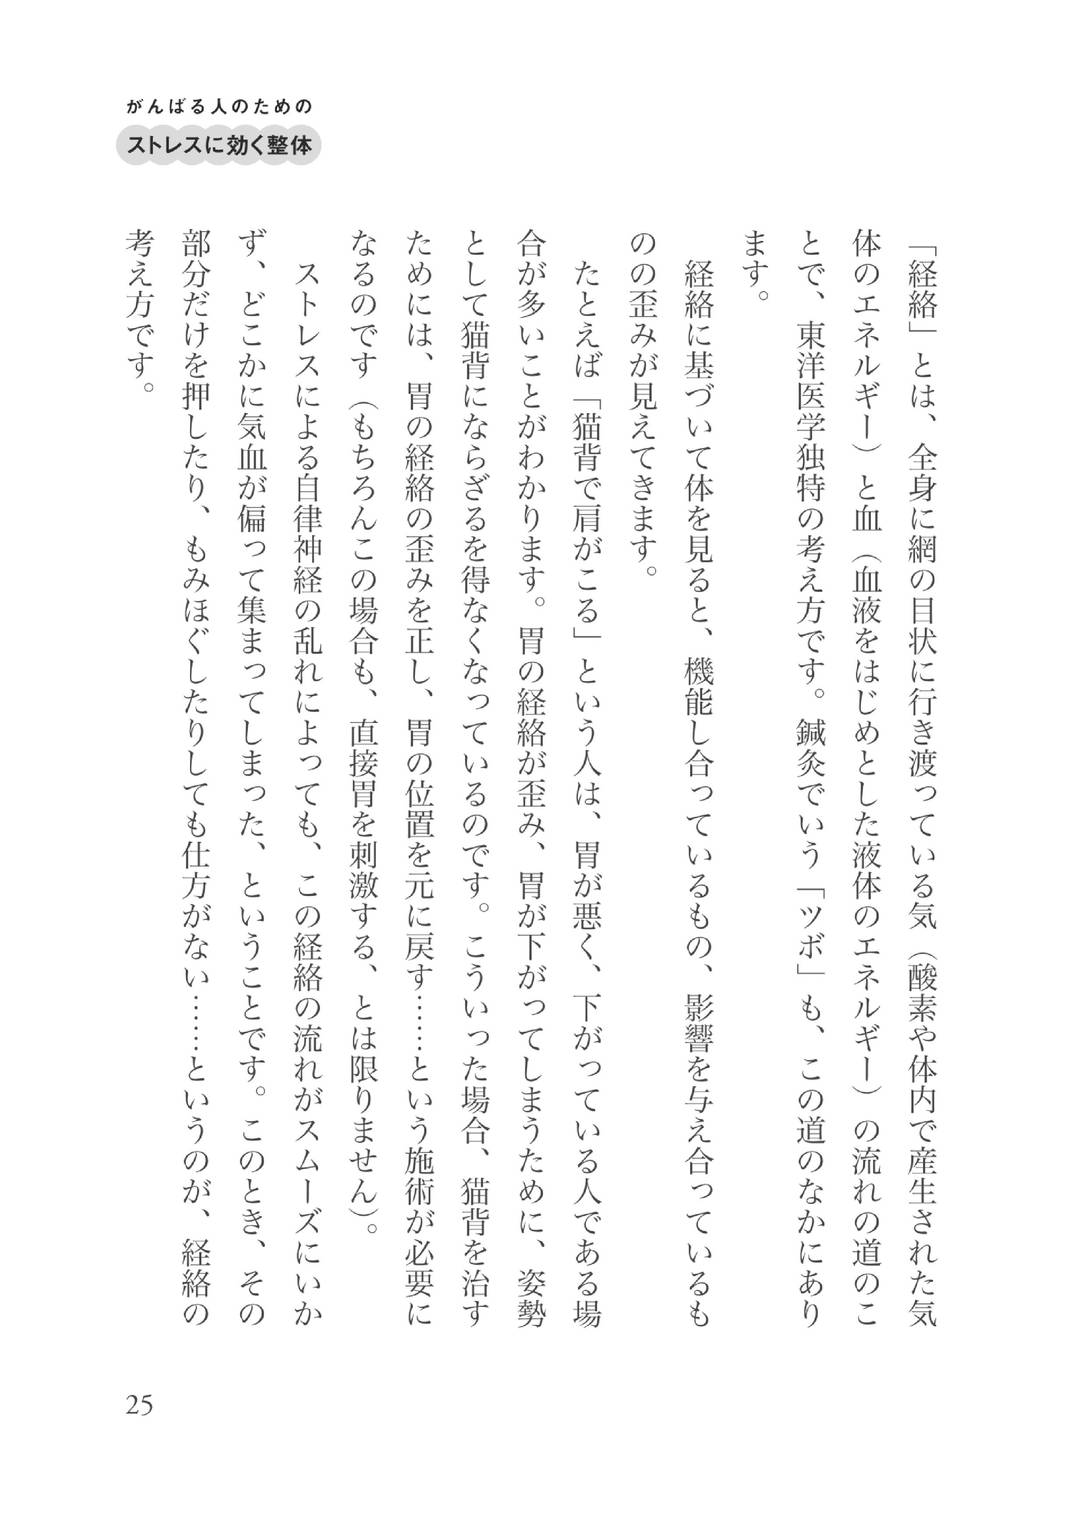 がんばる人のための
ストレスに効く整体
「経絡」とは、全身に網の目状に行き渡っている気（酸素や体内で産生された気
体のエネルギー）と血（血液をはじめとした液体のエネルギー）の流れの道のこ
とで、東洋医学独特の考え方です。鍼灸でいう「ツボ」も、この道のなかにあり
ます。
　経絡に基づいて体を見ると、機能し合っているもの、影響を与え合っているも
のの歪みが見えてきます。
　たとえば「猫背で肩がこる」という人は、胃が悪く、下がっている人である場
合が多いことがわかります。胃の経絡が歪み、胃が下がってしまうために、姿勢
として猫背にならざるを得なくなっているのです。こういった場合、猫背を治す
ためには、胃の経絡の歪みを正し、胃の位置を元に戻す……という施術が必要に
なるのです（もちろんこの場合も、直接胃を刺激する、とは限りません）。
　ストレスによる自律神経の乱れによっても、この経絡の流れがスムーズにいか
ず、どこかに気血が偏って集まってしまった、ということです。このとき、その
部分だけを押したり、もみほぐしたりしても仕方がない……というのが、経絡の
考え方です。
25